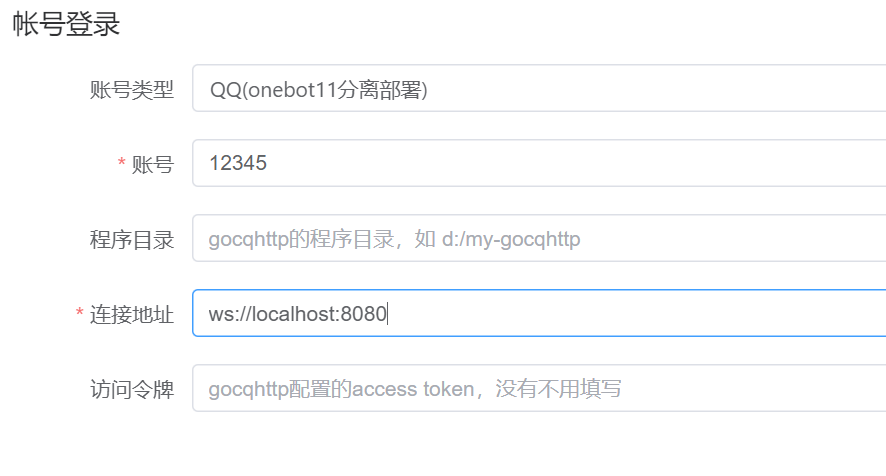 帐号登录
账号类型 QQ(onebot11分离部署)
* 账号 12345
程序目录 gocqhttp的程序目录，如 d:/my-gocqhttp
* 连接地址 ws://localhost:8080
访问令牌 gocqhttp配置的access token，没有不用填写